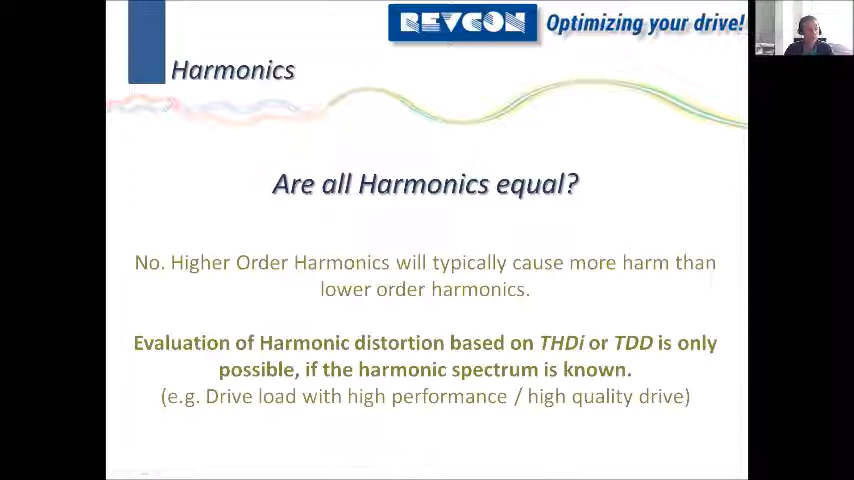 REVCON Optimizing your drive!
Harmonics
Are all Harmonics equal?
No. Higher Order Harmonics will typically cause more harm than
lower order harmonics.
Evaluation of Harmonic distortion based on THDi or TDD is only
possible, if the harmonic spectrum is known.
(e.g. Drive load with high performance / high quality drive)